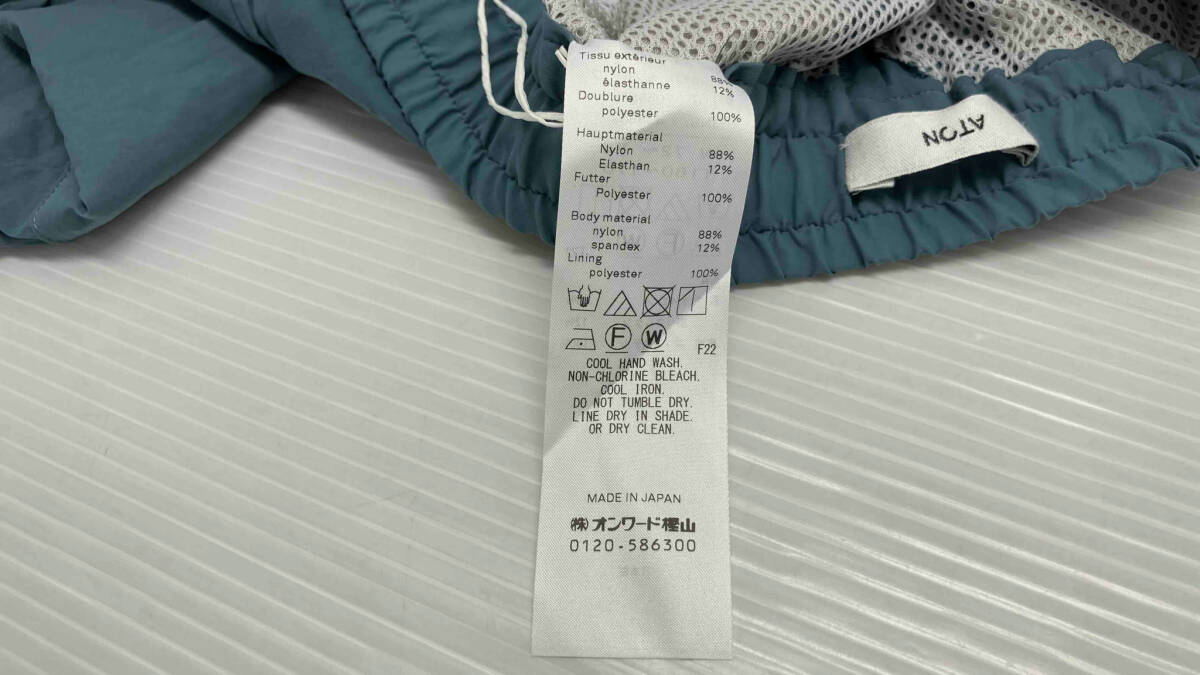 Tissu extérieur
nylon 88%
élasthanne 12%
Doublure
polyester 100%
Hauptmaterial
Nylon 88%
Elasthan 12%
Futter
Polyester 100%
Body material
nylon 88%
spandex 12%
Lining
polyester 100%
F W F22
COOL HAND WASH.
NON-CHLORINE BLEACH.
COOL IRON.
DO NOT TUMBLE DRY.
LINE DRY IN SHADE.
OR DRY CLEAN.
MADE IN JAPAN
㈱オンワード樫山
0120-586300
ATON